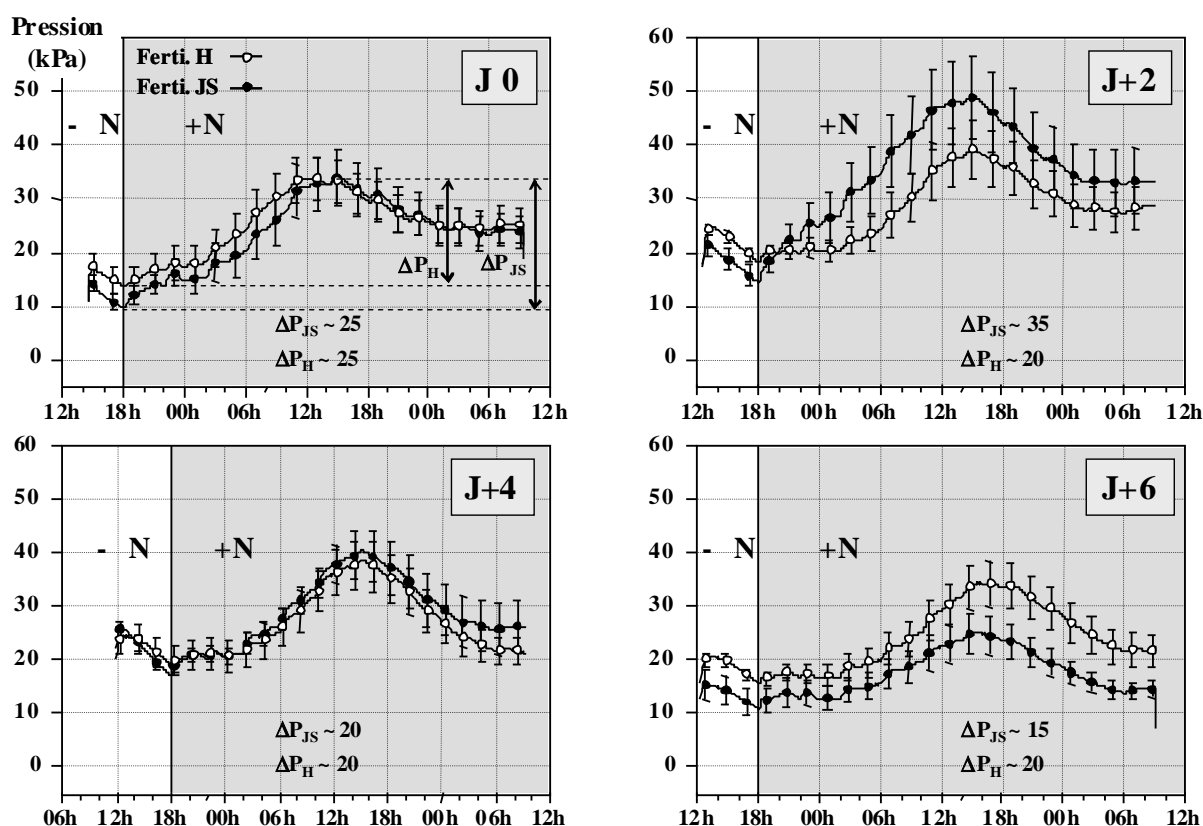 Pression
(kPa)
Ferti. H
Ferti. JS
J 0
- N
+N
50
40
30
20
10
0
ΔP_H
ΔP_JS
ΔP_JS ~ 25
ΔP_H ~ 25
12h 18h 00h 06h 12h 18h 00h 06h 12h
J+2
- N
+N
60
50
40
30
20
10
0
ΔP_JS ~ 35
ΔP_H ~ 20
12h 18h 00h 06h 12h 18h 00h 06h 12h
J+4
- N
+N
60
50
40
30
20
10
0
ΔP_JS ~ 20
ΔP_H ~ 20
06h 12h 18h 00h 06h 12h 18h 00h 06h 12h
J+6
- N
+N
60
50
40
30
20
10
0
ΔP_JS ~ 15
ΔP_H ~ 20
12h 18h 00h 06h 12h 18h 00h 06h 12h